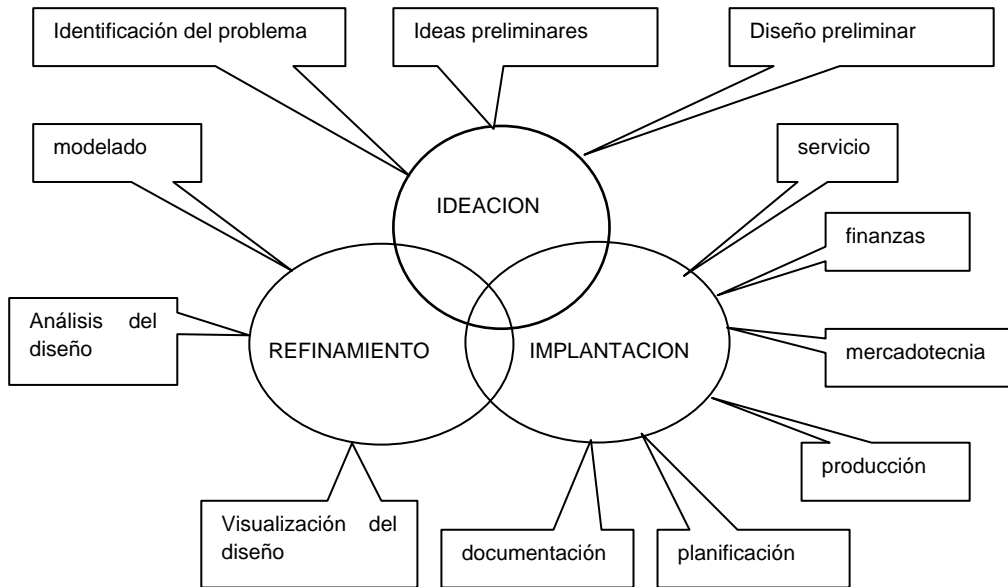 Identificación del problema
Ideas preliminares
Diseño preliminar
modelado
servicio
IDEACION
finanzas
Análisis del
diseño
REFINAMIENTO
IMPLANTACION
mercadotecnia
producción
Visualización del
diseño
documentación
planificación